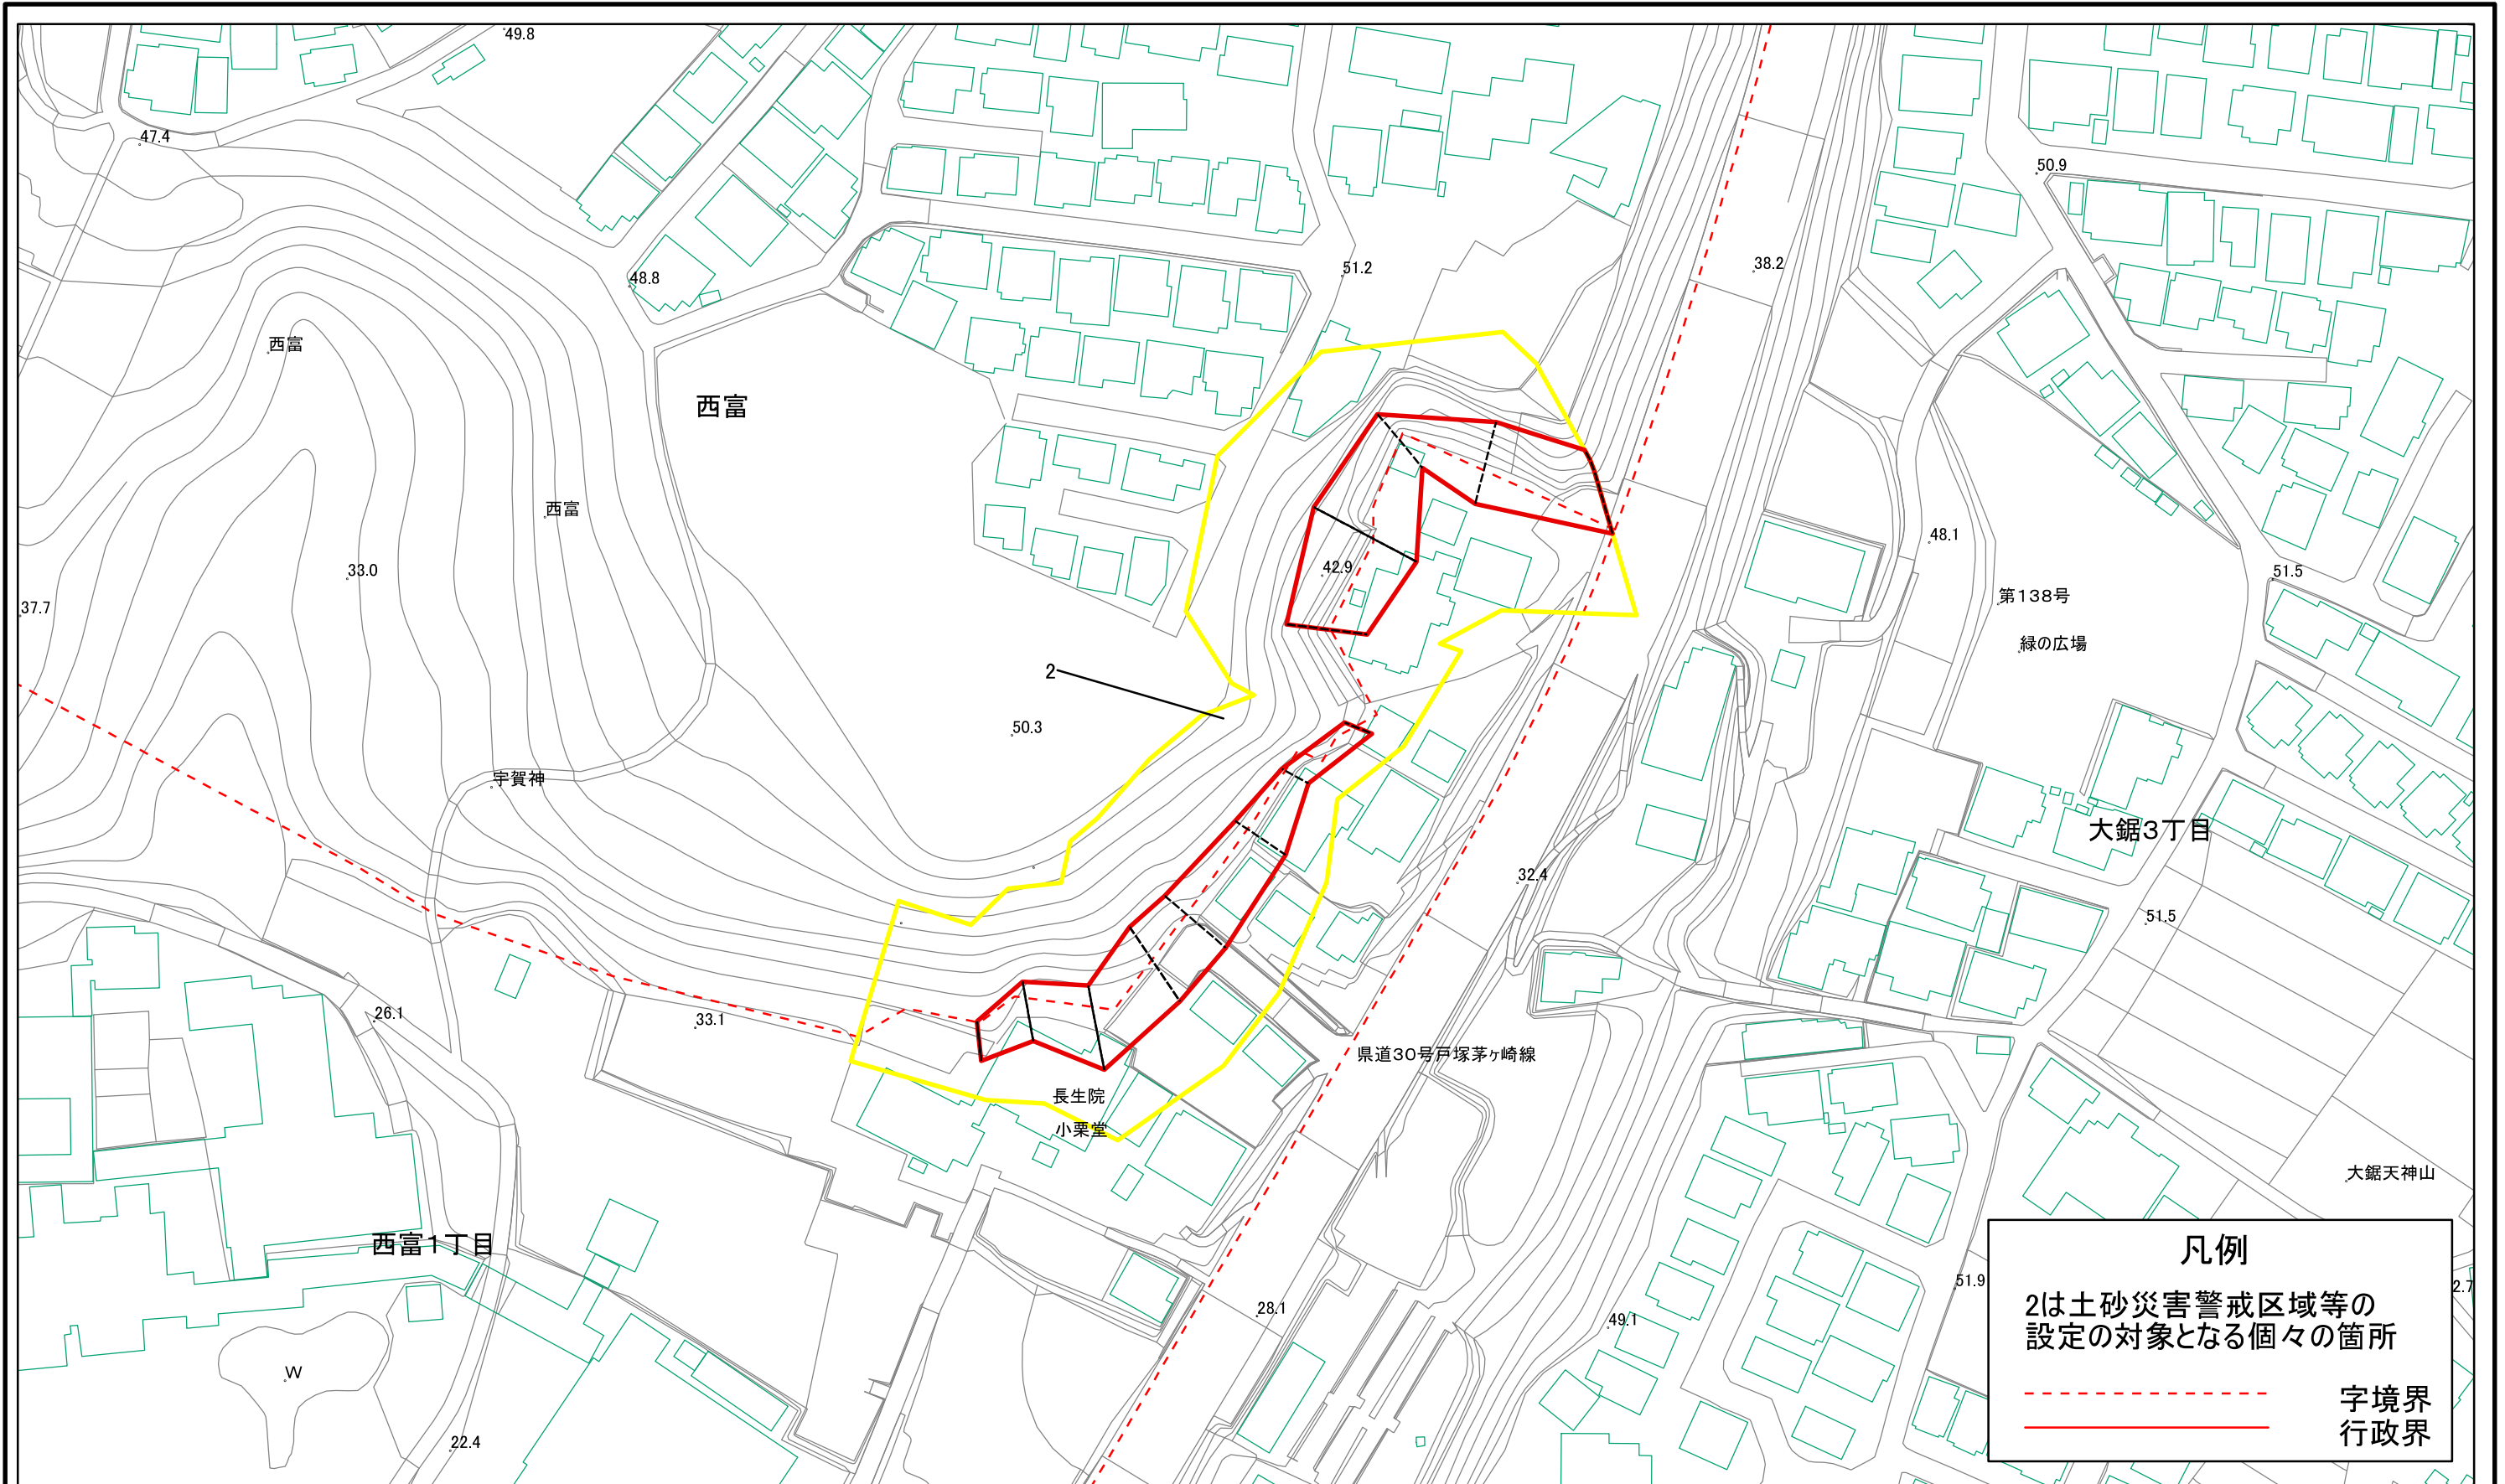 49.8
47.4
50.9
51.2
38.2
48.8
西富
西富
西富
48.1
33.0
42.9
51.5
第138号
37.7
緑の広場
2
50.3
宇賀神
大鋸3丁目
32.4
51.5
26.1
33.1
県道30号戸塚茅ヶ崎線
長生院
小栗堂
大鋸天神山
西富1丁目
凡例
51.9
2.7
28.1
2は土砂災害警戒区域等の
設定の対象となる個々の箇所
49.1
W
字境界
行政界
22.4